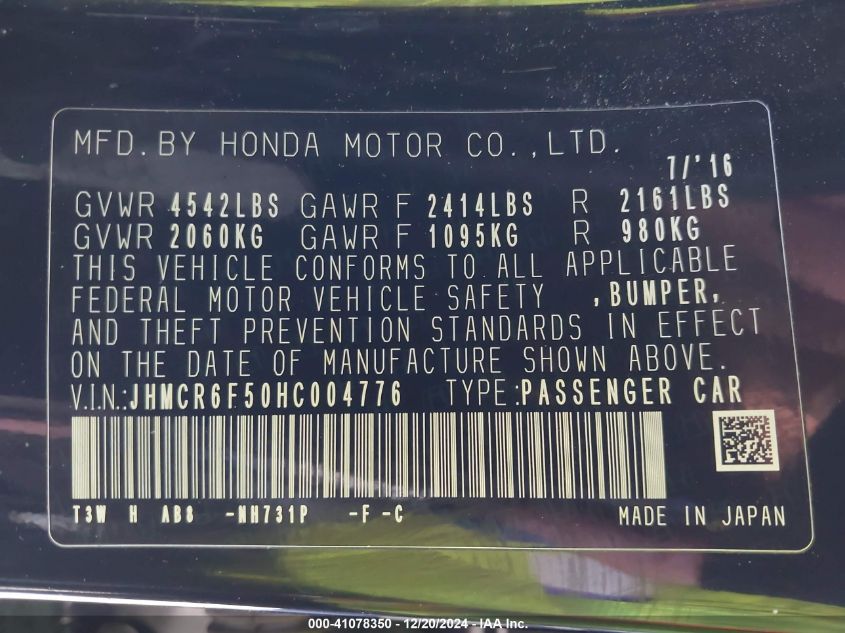 MFD. BY HONDA MOTOR CO., LTD.
7/'16
GVWR 4542LBS GAWR F 2414LBS R 2161LBS
GVWR 2060KG GAWR F 1095KG R 980KG
THIS VEHICLE CONFORMS TO ALL APPLICABLE
FEDERAL MOTOR VEHICLE SAFETY , BUMPER,
AND THEFT PREVENTION STANDARDS IN EFFECT
ON THE DATE OF MANUFACTURE SHOWN ABOVE.
V.I.N.: JHMCR6F50HC004776 TYPE: PASSENGER CAR
T3W H AB8 -NH731P -F -C MADE IN JAPAN
000-41078350 - 12/20/2024 - IAA Inc.